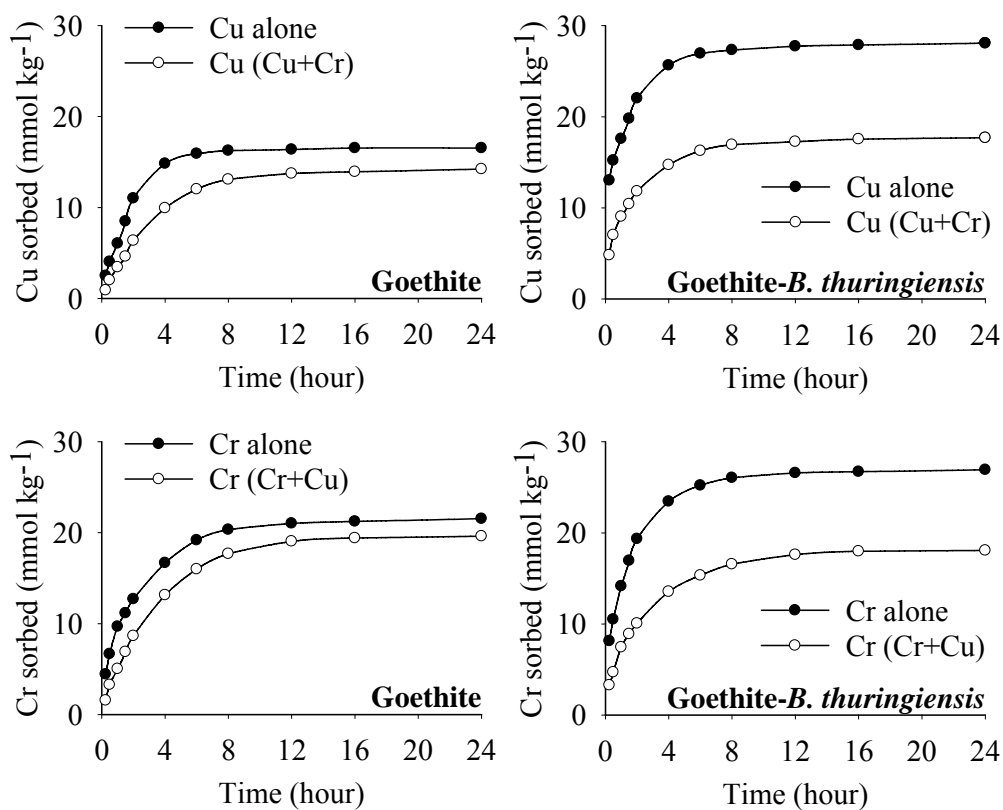 Cu sorbed (mmol kg-1)
30
20
10
0
Cu alone
Cu (Cu+Cr)
Goethite
0 4 8 12 16 20 24
Time (hour)
Cu sorbed (mmol kg-1)
30
20
10
0
Cu alone
Cu (Cu+Cr)
Goethite-B. thuringiensis
0 4 8 12 16 20 24
Time (hour)
Cr sorbed (mmol kg-1)
30
20
10
0
Cr alone
Cr (Cr+Cu)
Goethite
0 4 8 12 16 20 24
Time (hour)
Cr sorbed (mmol kg-1)
30
20
10
0
Cr alone
Cr (Cr+Cu)
Goethite-B. thuringiensis
0 4 8 12 16 20 24
Time (hour)